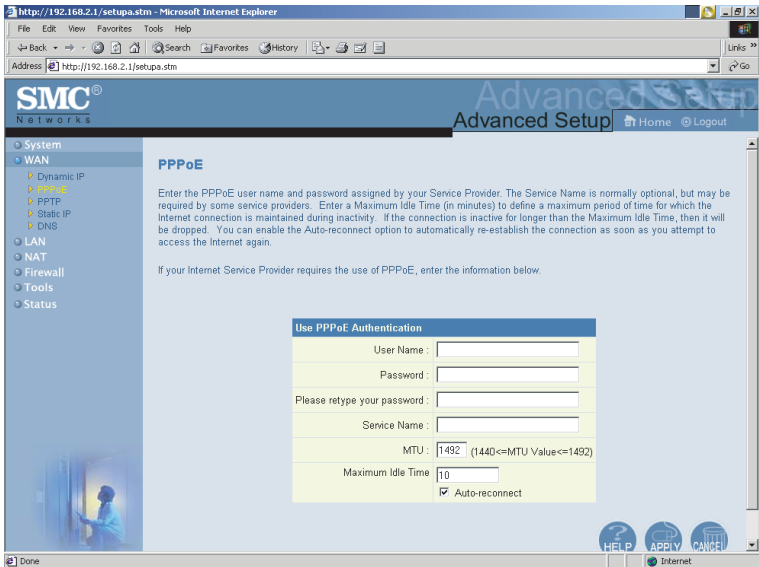 http://192.168.2.1/setupa.stm - Microsoft Internet Explorer
File Edit View Favorites Tools Help
Back Search Favorites History Links »
Address http://192.168.2.1/setupa.stm Go
SMC®
Networks
Advanced Setup
Advanced Setup Home Logout
System
WAN
Dynamic IP
PPPoE
PPTP
Static IP
DNS
LAN
NAT
Firewall
Tools
Status
PPPoE
Enter the PPPoE user name and password assigned by your Service Provider. The Service Name is normally optional, but may be
required by some service providers. Enter a Maximum Idle Time (in minutes) to define a maximum period of time for which the
Internet connection is maintained during inactivity. If the connection is inactive for longer than the Maximum Idle Time, then it will
be dropped. You can enable the Auto-reconnect option to automatically re-establish the connection as soon as you attempt to
access the Internet again.
If your Internet Service Provider requires the use of PPPoE, enter the information below.
Use PPPoE Authentication
User Name :
Password :
Please retype your password :
Service Name :
MTU : 1492 (1440<=MTU Value<=1492)
Maximum Idle Time 10
Auto-reconnect
HELP APPLY CANCEL
Done Internet